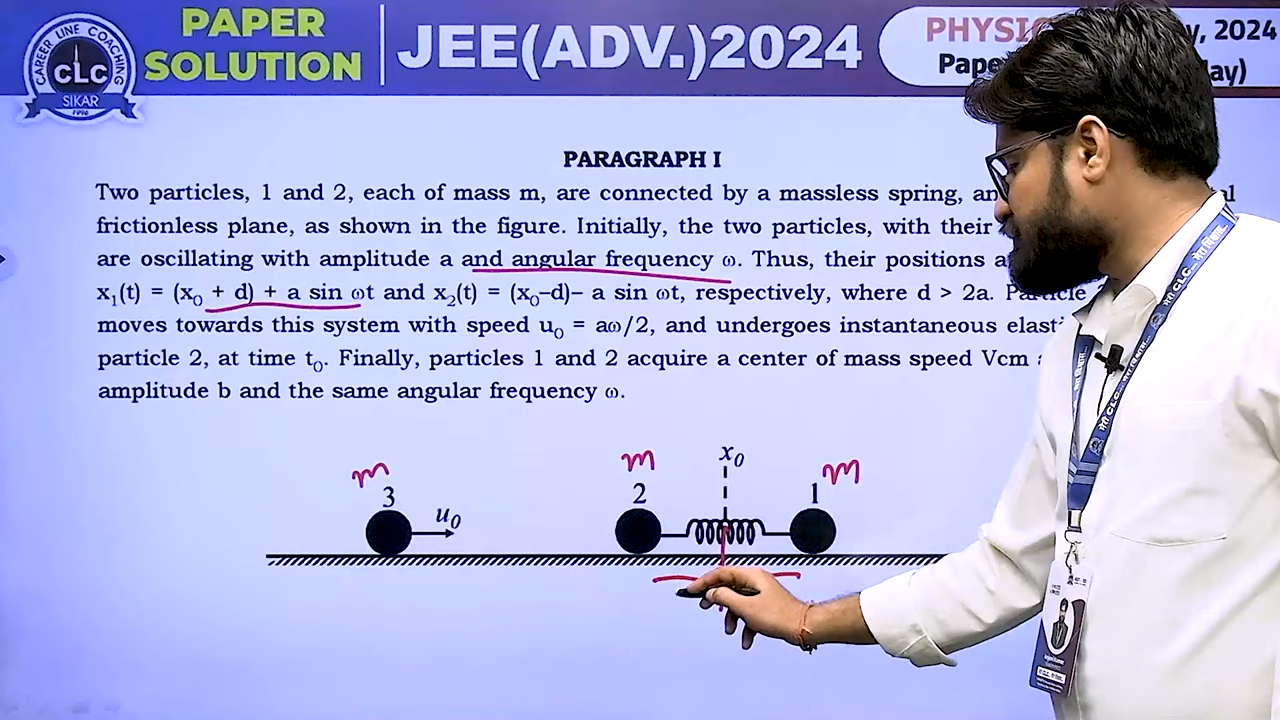 CAREER LINE COACHING
CLC
SIKAR
1996
PAPER
SOLUTION
JEE(ADV.)2024
PHYSI
y, 2024
Pape
ay)
PARAGRAPH I
Two particles, 1 and 2, each of mass m, are connected by a massless spring, an
frictionless plane, as shown in the figure. Initially, the two particles, with their
are oscillating with amplitude a and angular frequency ω. Thus, their positions a
x₁(t) = (x₀ + d) + a sin ωt and x₂(t) = (x₀–d)– a sin ωt, respectively, where d > 2a. Particle
moves towards this system with speed u₀ = aω/2, and undergoes instantaneous elasti
particle 2, at time t₀. Finally, particles 1 and 2 acquire a center of mass speed Vcm
amplitude b and the same angular frequency ω.
m m x₀ m
3 2 1
u₀
CLC